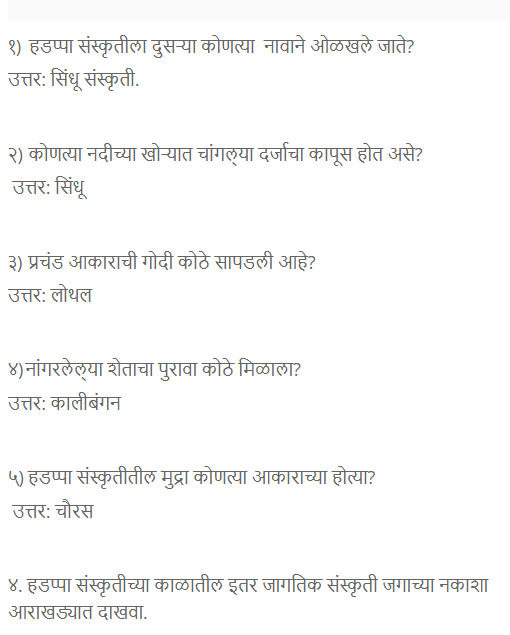 १) हडप्पा संस्कृतीला दुसऱ्या कोणत्या नावाने ओळखले जाते?
उत्तर: सिंधू संस्कृती.
२) कोणत्या नदीच्या खोऱ्यात चांगल्या दर्जाचा कापूस होत असे?
उत्तर: सिंधू
३) प्रचंड आकाराची गोदी कोठे सापडली आहे?
उत्तर: लोथल
४)नांगरलेल्या शेताचा पुरावा कोठे मिळाला?
उत्तर: कालीबंगन
५) हडप्पा संस्कृतीतील मुद्रा कोणत्या आकाराच्या होत्या?
उत्तर: चौरस
४. हडप्पा संस्कृतीच्या काळातील इतर जागतिक संस्कृती जगाच्या नकाशा
आराखड्यात दाखवा.